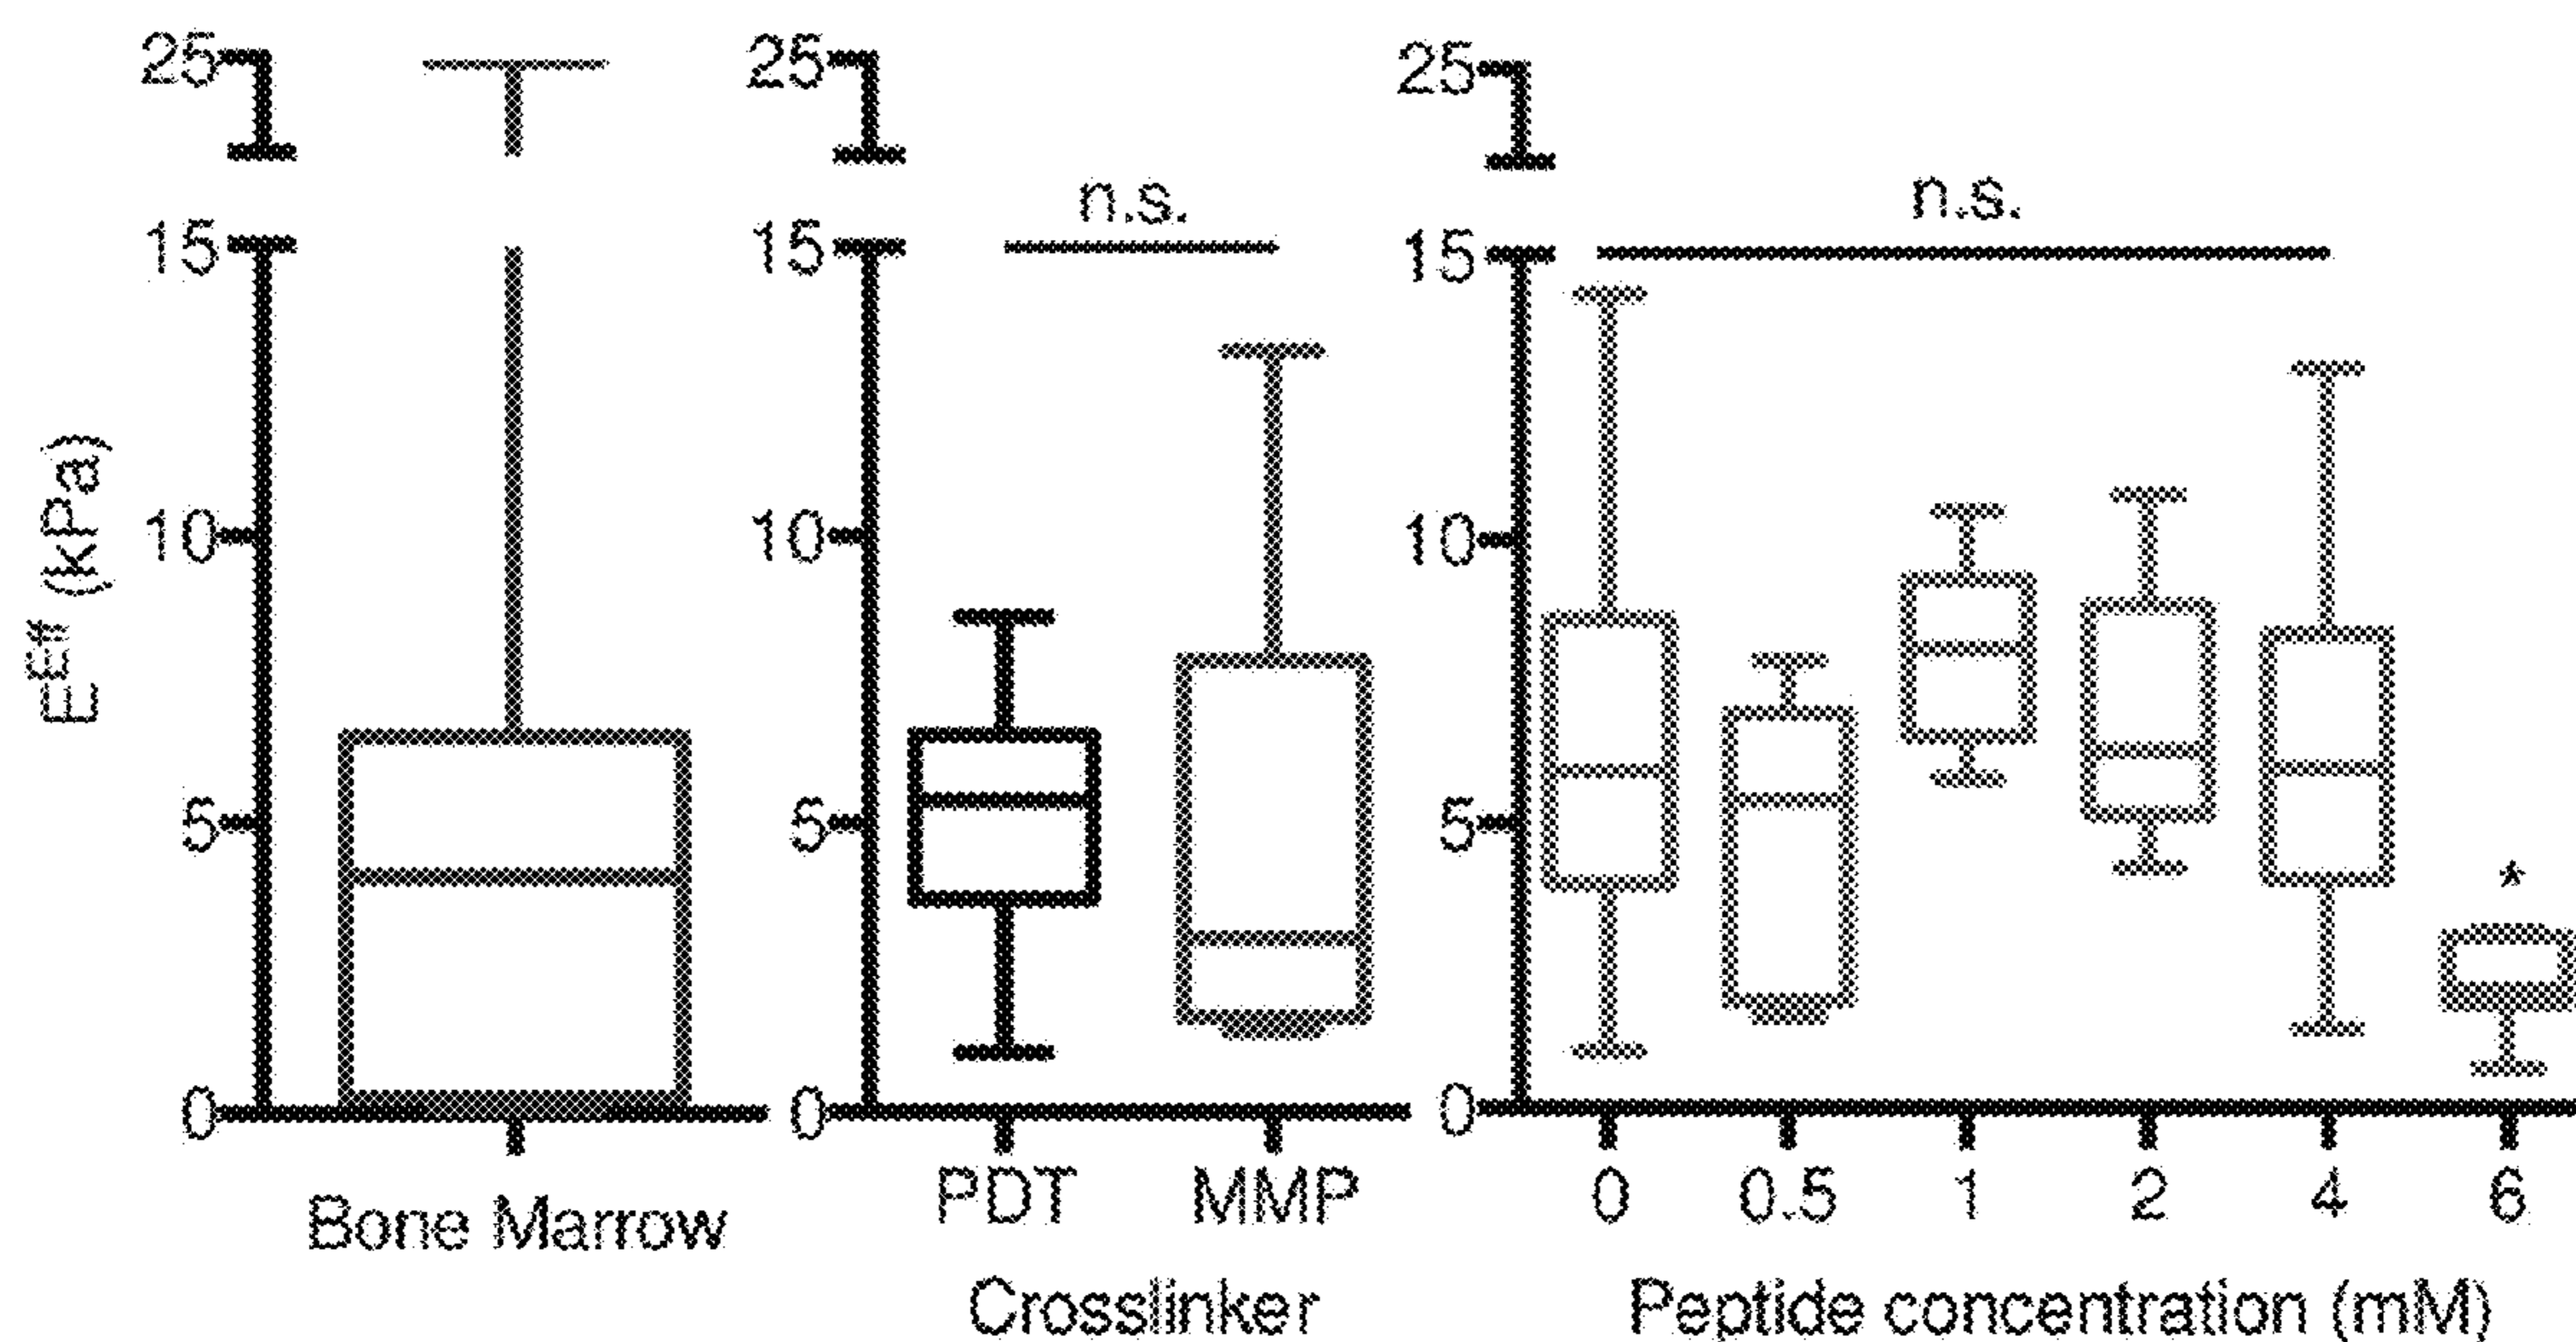 E^Eff (kPa)
25
15
10
5
0
Bone Marrow
25
15
10
5
0
n.s.
PDT MMP
Crosslinker
25
15
10
5
0
n.s.
*
0 0.5 1 2 4 6
Peptide concentration (mM)